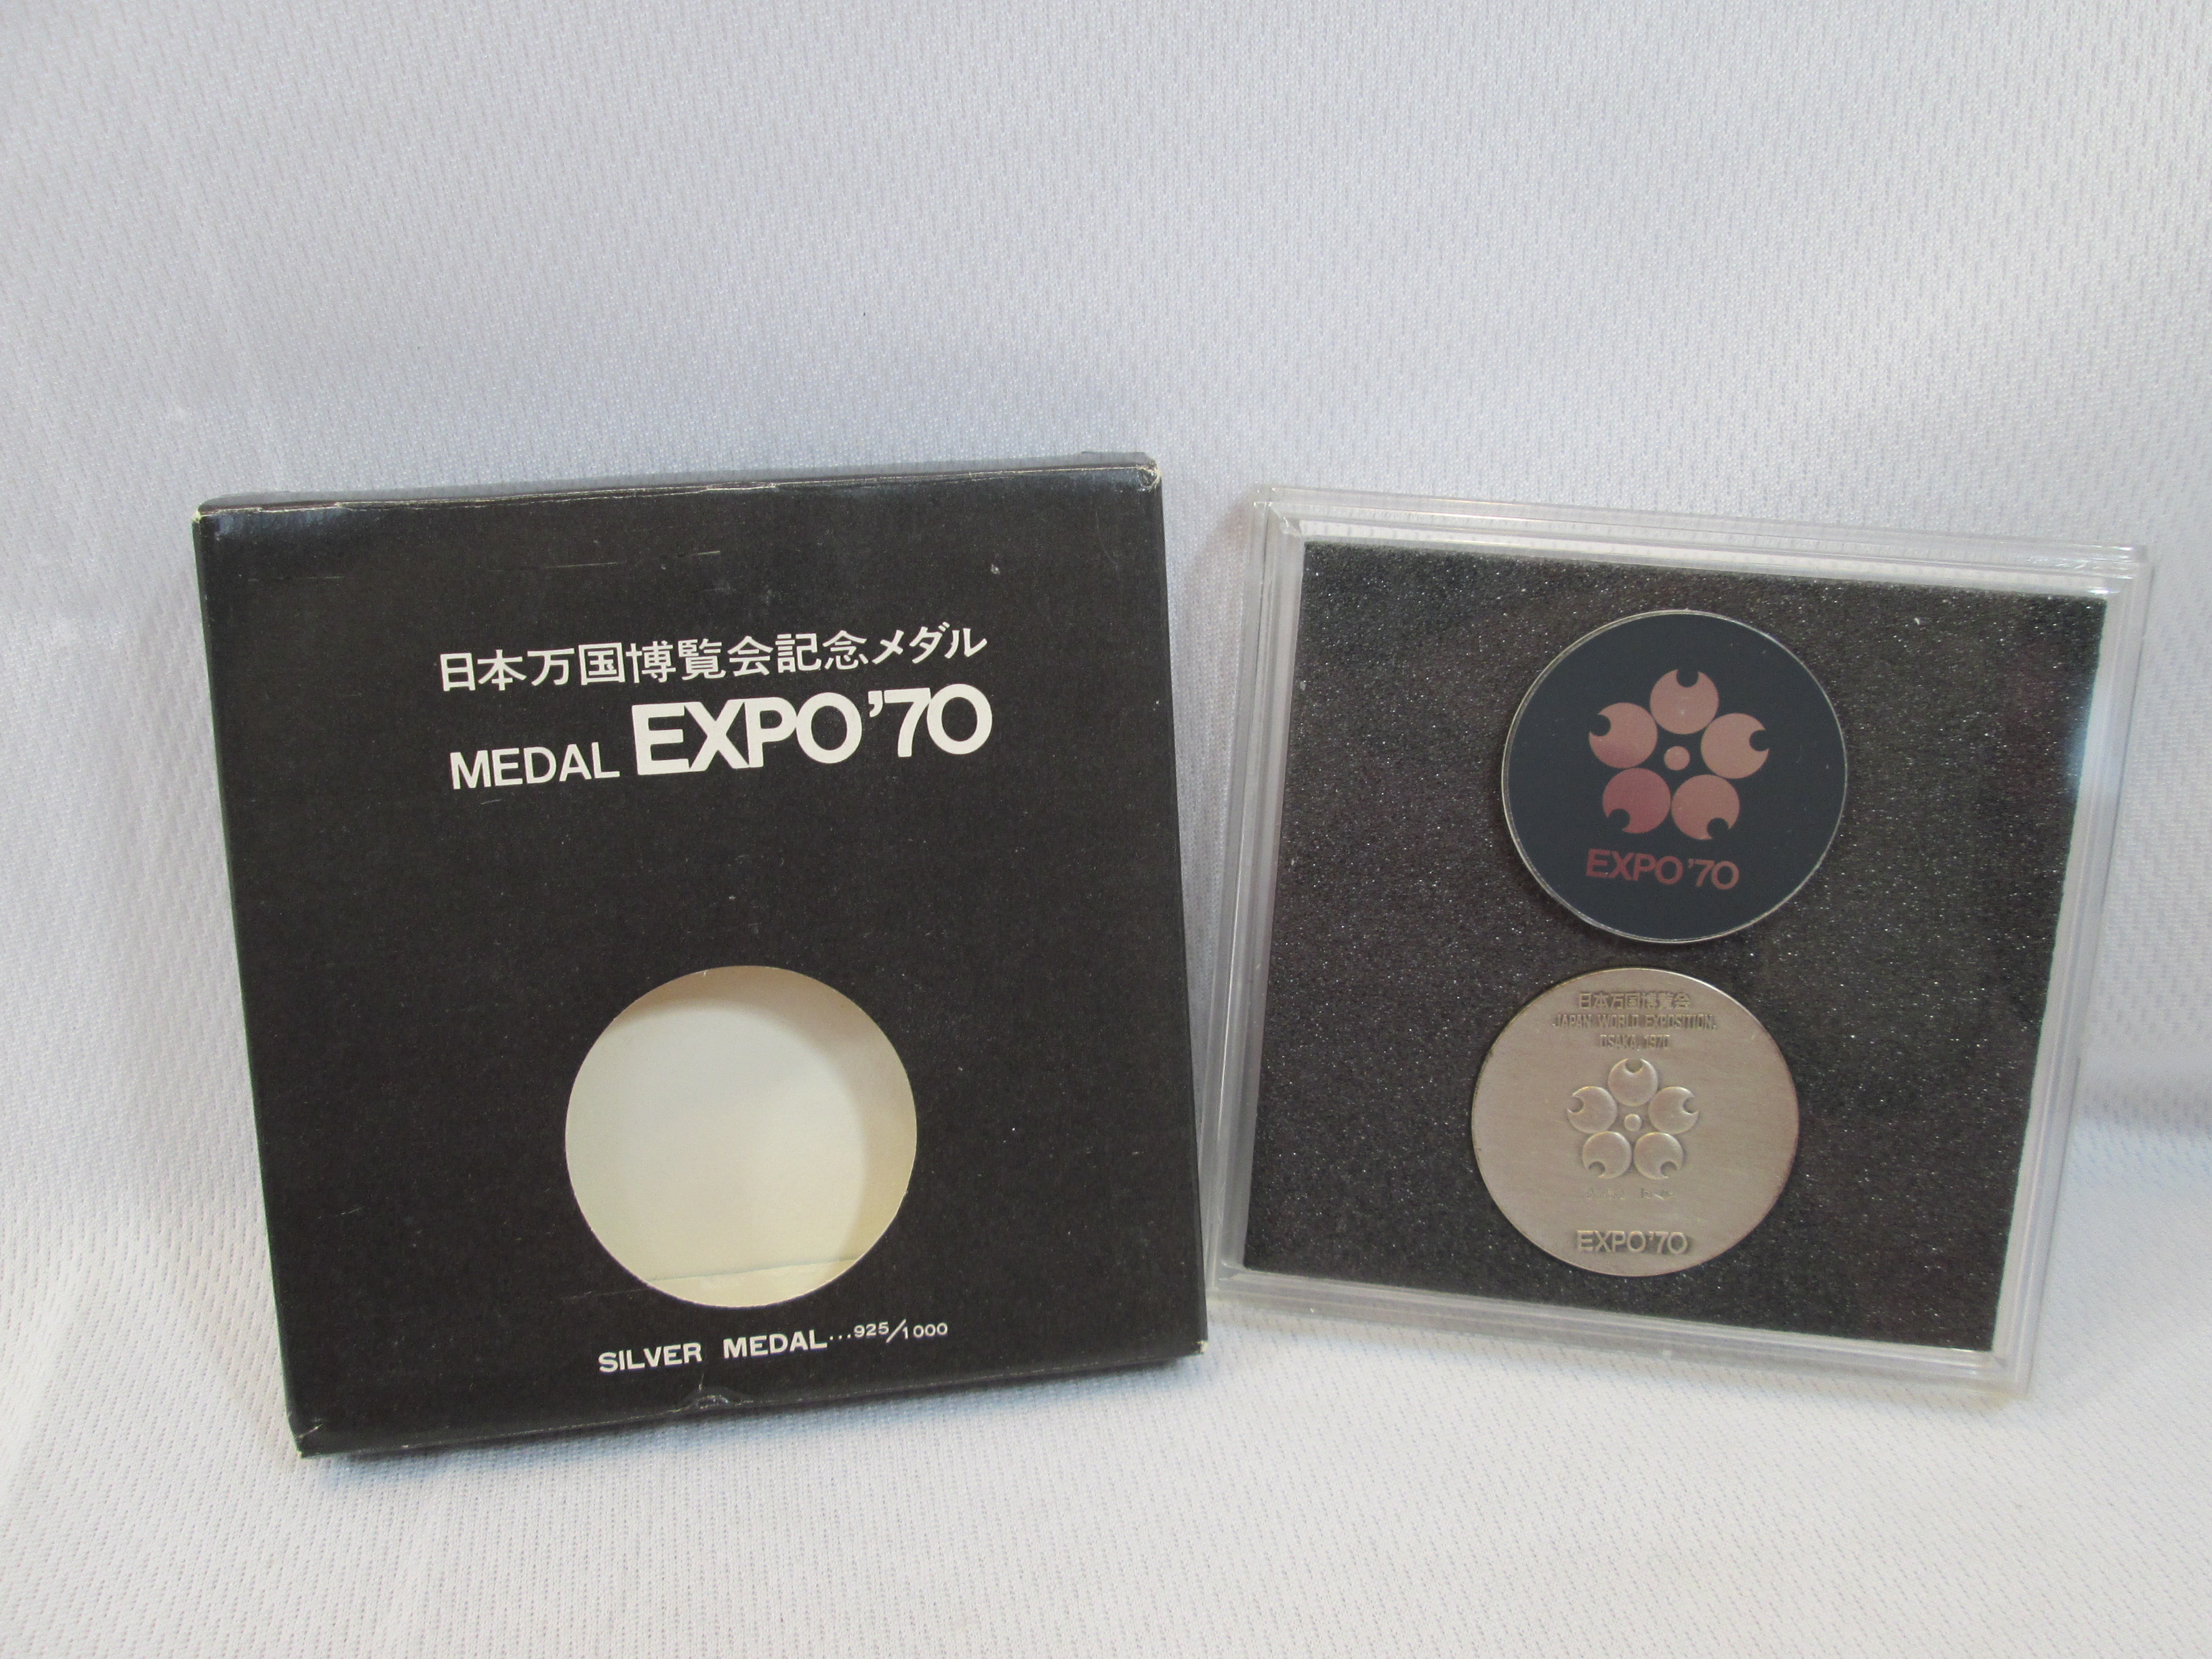 日本万国博覧会記念メダル
MEDAL EXPO'70
SILVER MEDAL...925/1000
EXPO'70
日本万国博覧会
JAPAN WORLD EXPOSITION,
OSAKA, 1970
EXPO'70